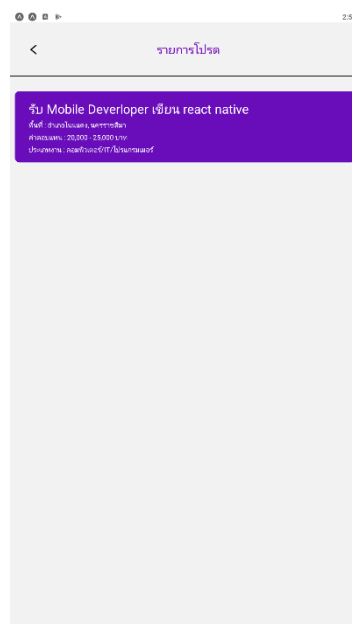 2:5
รายการโปรด
รับ Mobile Deverloper เขียน react native
พื้นที่ : อำเภอโนนแดง, นครราชสีมา
ค่าตอบแทน : 20,000 - 25,000 บาท
ประเภทงาน : คอมพิวเตอร์/IT/โปรแกรมเมอร์